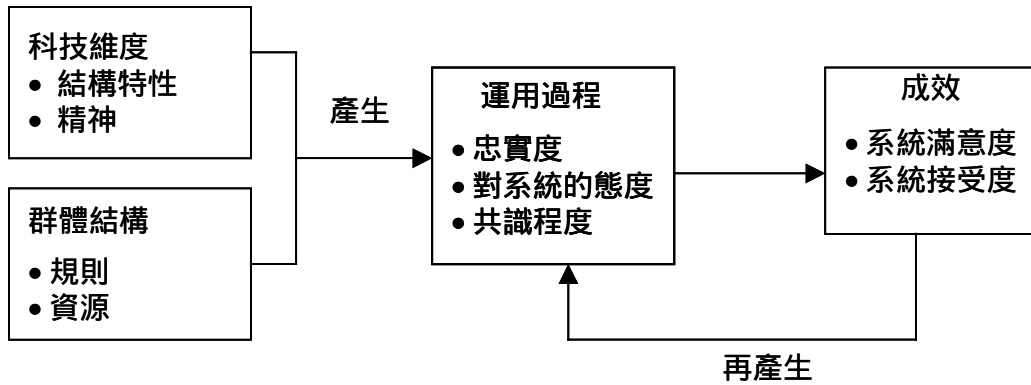 科技維度
• 結構特性
• 精神
群體結構
• 規則
• 資源
產生
運用過程
• 忠實度
• 對系統的態度
• 共識程度
成效
• 系統滿意度
• 系統接受度
再產生